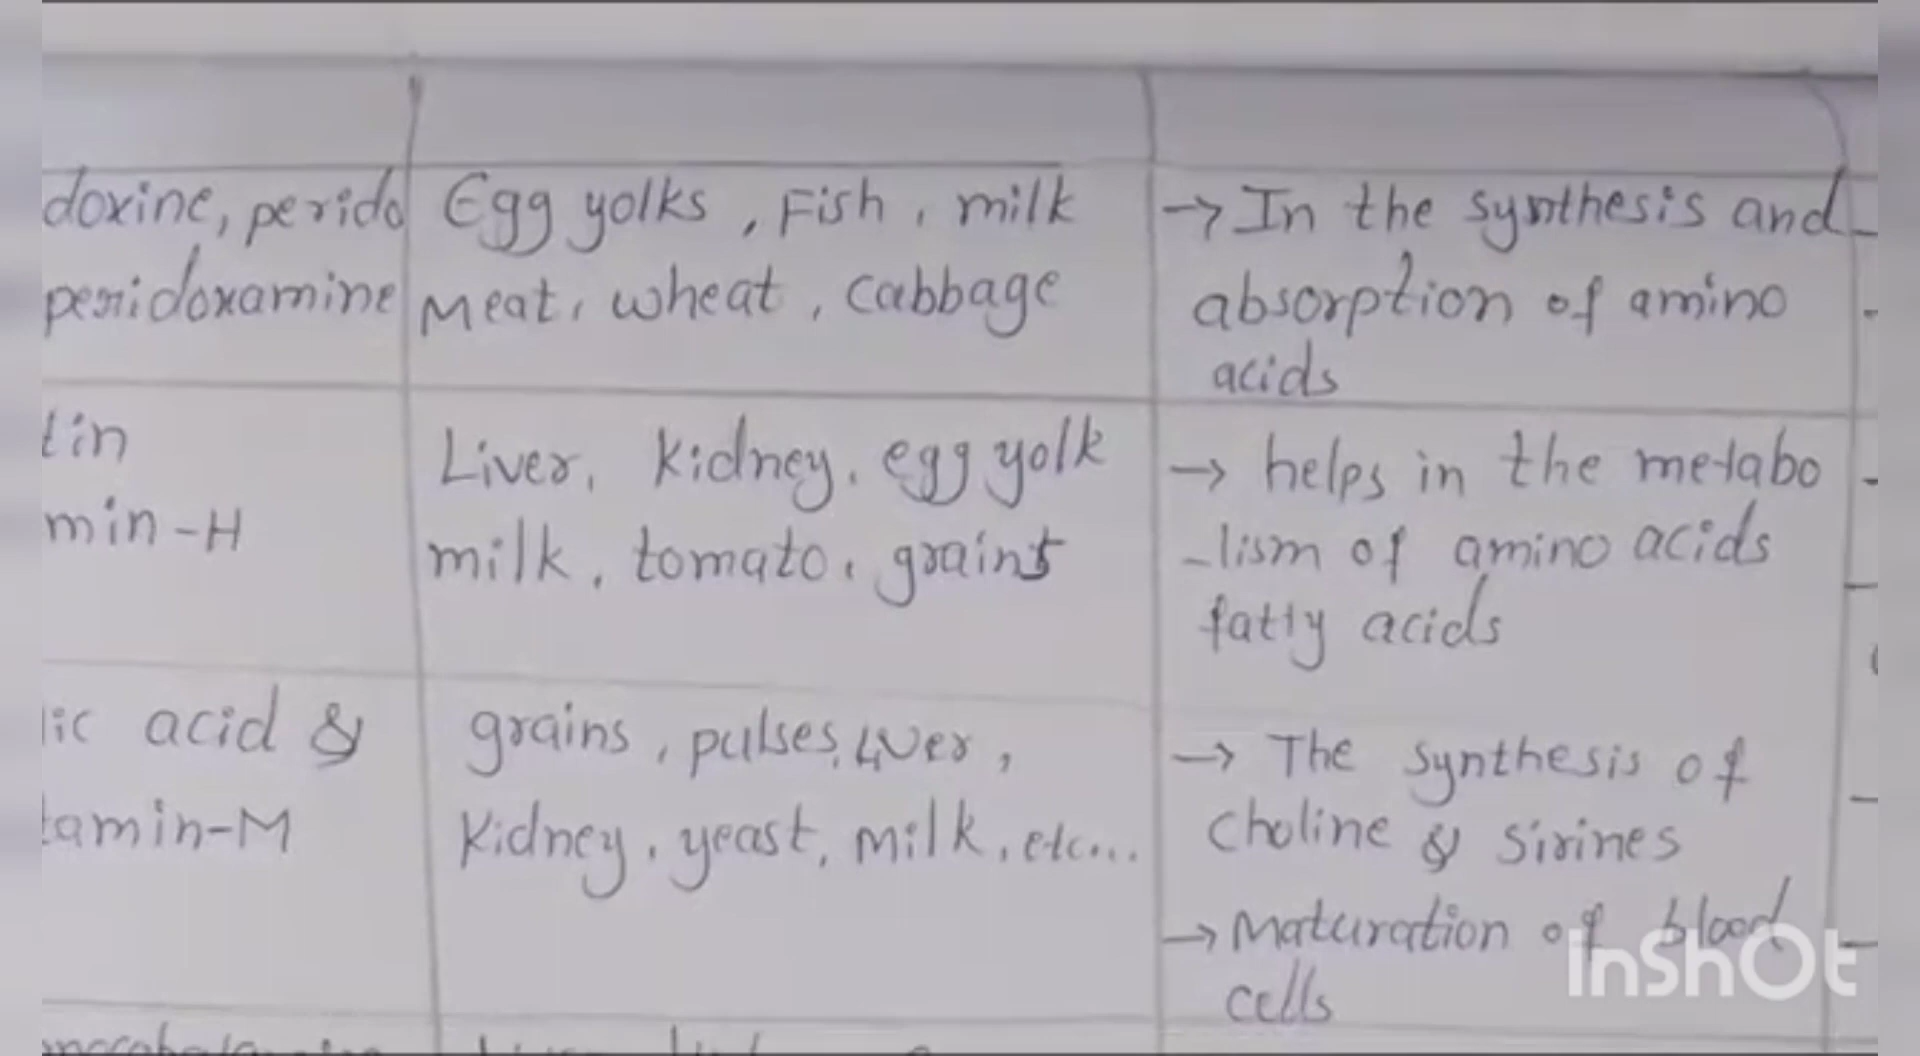 doxine, perido
peridoxamine
Egg yolks, Fish, milk
Meat, wheat, cabbage
→ In the synthesis and
absorption of amino
acids
tin
min-H
Liver, kidney, egg yolk
milk, tomato, grains
→ helps in the metabo
-lism of amino acids
fatty acids
lic acid &
tamin-M
grains, pulses, Liver,
Kidney, yeast, milk, etc...
→ The synthesis of
choline & sirines
→ Maturation of blood
cells
InShOt